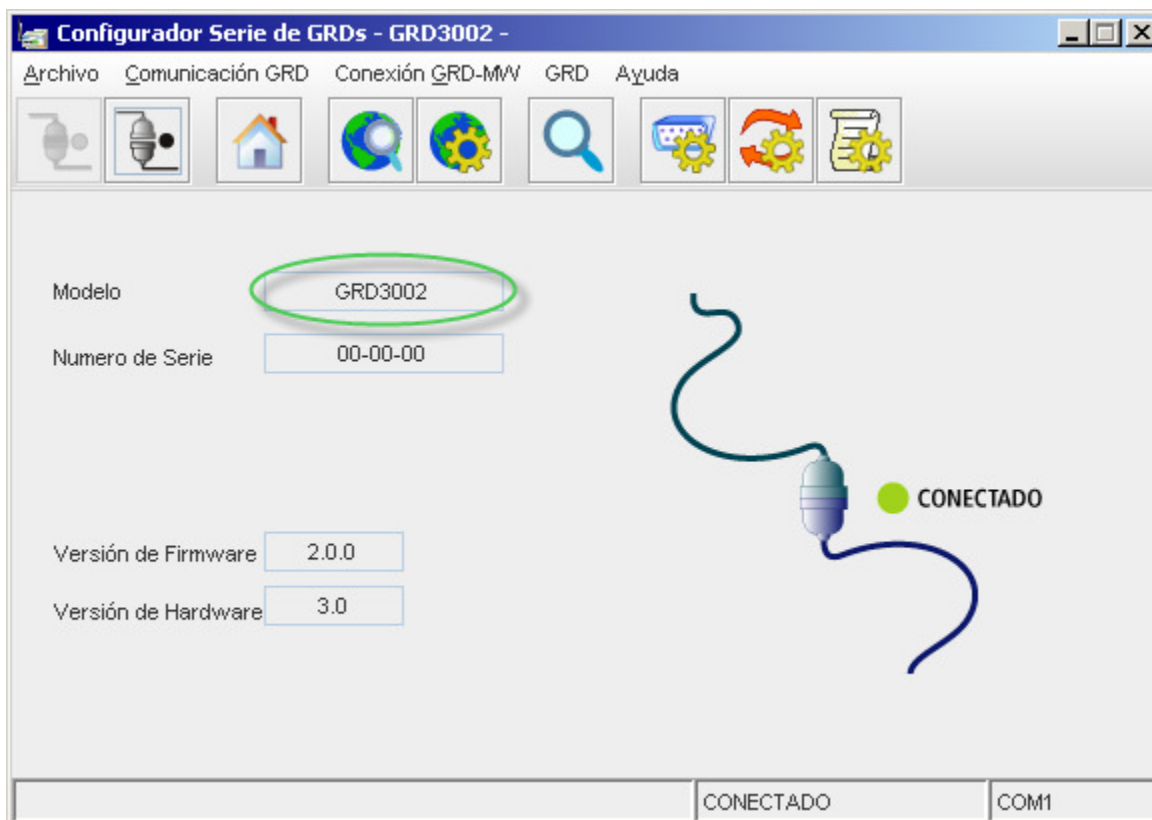 Configurador Serie de GRDs - GRD3002 -
Archivo Comunicación GRD Conexión GRD-MW GRD Ayuda
Modelo GRD3002
Numero de Serie 00-00-00
CONECTADO
Versión de Firmware 2.0.0
Versión de Hardware 3.0
CONECTADO COM1